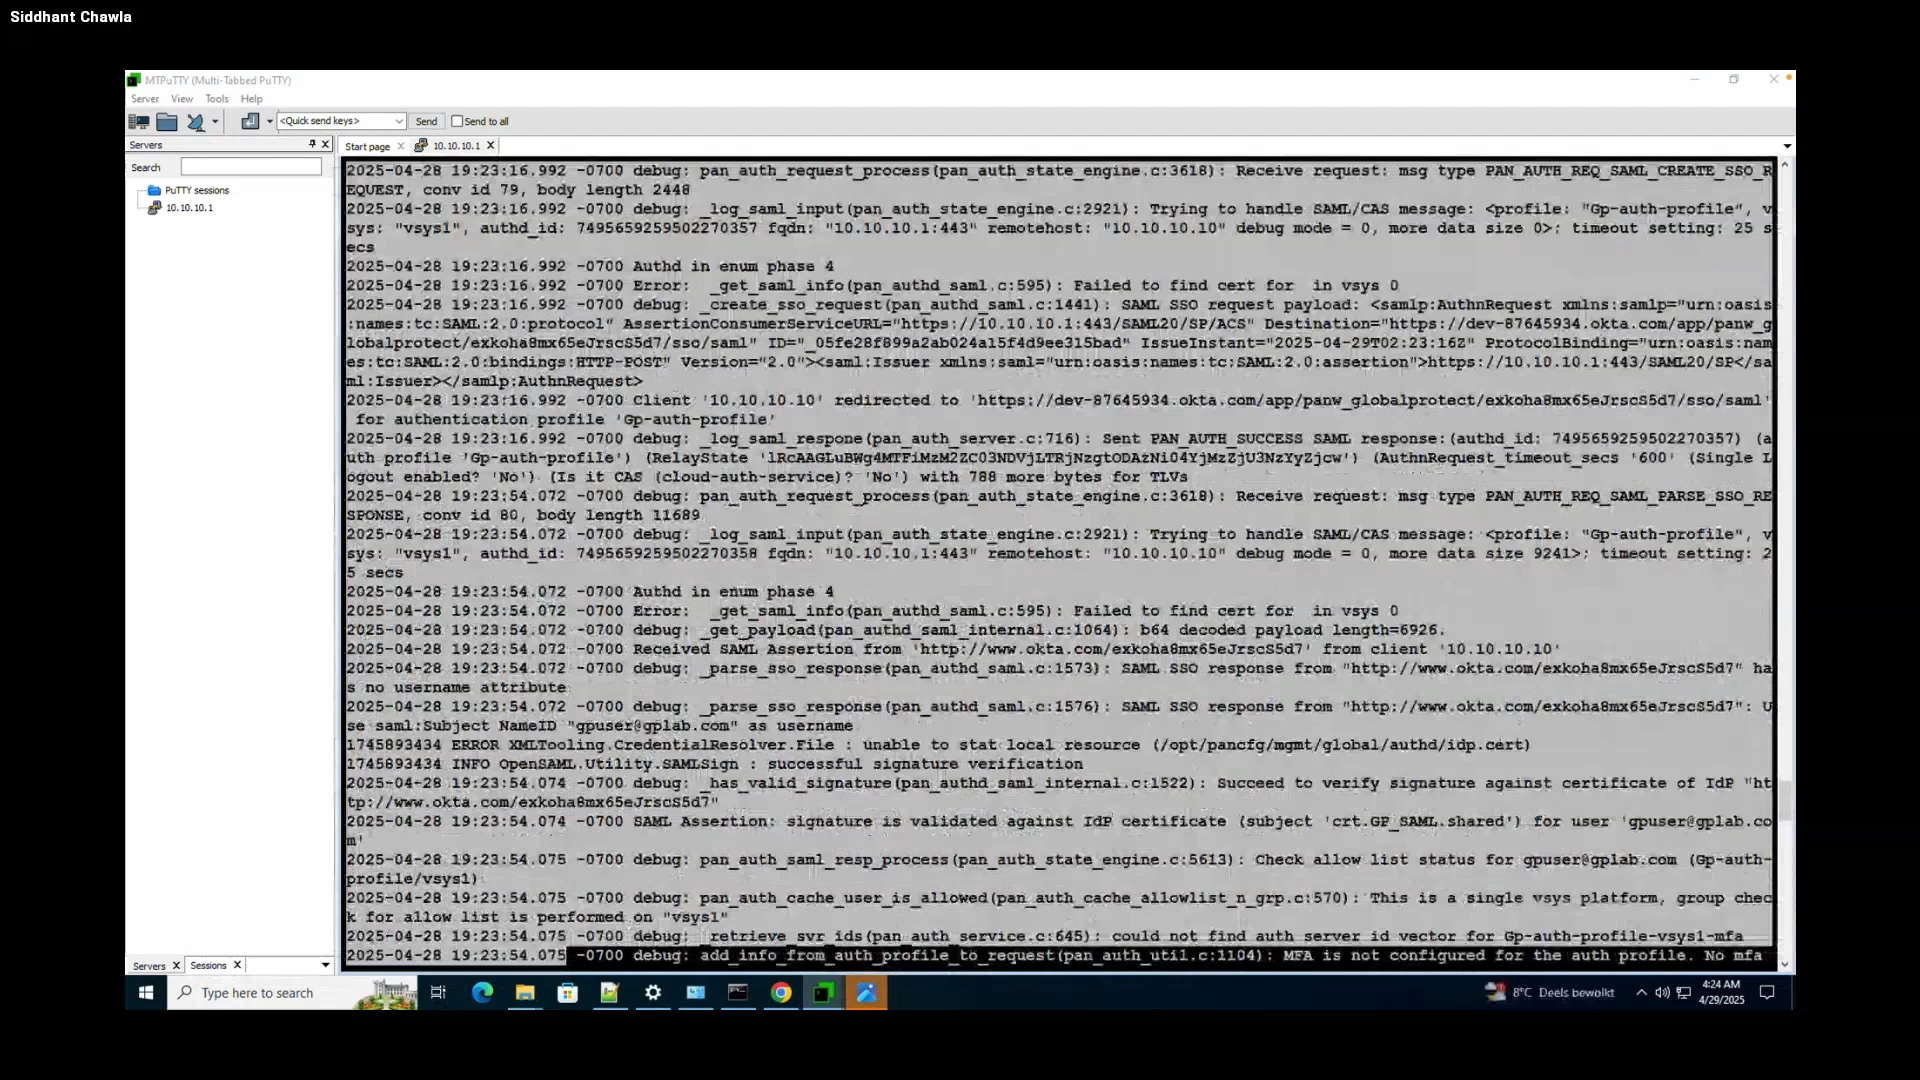 Siddhant Chawla
MTPuTTY (Multi-Tabbed PuTTY)
Server View Tools Help
<Quick send keys> Send Send to all
Servers
Start page 10.10.10.1
Search
PuTTY sessions
10.10.10.1
2025-04-28 19:23:16.992 -0700 debug: pan_auth_request_process(pan_auth_state_engine.c:3618): Receive request: msg type PAN_AUTH_REQ_SAML_CREATE_SSO_R
EQUEST, conv id 79, body length 2448
2025-04-28 19:23:16.992 -0700 debug: _log_saml_input(pan_auth_state_engine.c:2921): Trying to handle SAML/CAS message: <profile: "Gp-auth-profile", v
sys: "vsys1", authd_id: 7495659259502270357 fqdn: "10.10.10.1:443" remotehost: "10.10.10.10" debug mode = 0, more data size 0>; timeout setting: 25 s
ecs
2025-04-28 19:23:16.992 -0700 Authd in enum phase 4
2025-04-28 19:23:16.992 -0700 Error:  _get_saml_info(pan_authd_saml.c:595): Failed to find cert for  in vsys 0
2025-04-28 19:23:16.992 -0700 debug: _create_sso_request(pan_authd_saml.c:1441): SAML SSO request payload: <samlp:AuthnRequest xmlns:samlp="urn:oasis
:names:tc:SAML:2.0:protocol" AssertionConsumerServiceURL="https://10.10.10.1:443/SAML20/SP/ACS" Destination="https://dev-87645934.okta.com/app/panw_g
lobalprotect/exkoha8mx65eJrscS5d7/sso/saml" ID="_05fe28f899a2ab024a15f4d9ee315bad" IssueInstant="2025-04-29T02:23:16Z" ProtocolBinding="urn:oasis:nam
es:tc:SAML:2.0:bindings:HTTP-POST" Version="2.0"><saml:Issuer xmlns:saml="urn:oasis:names:tc:SAML:2.0:assertion">https://10.10.10.1:443/SAML20/SP</sa
ml:Issuer></samlp:AuthnRequest>
2025-04-28 19:23:16.992 -0700 Client '10.10.10.10' redirected to 'https://dev-87645934.okta.com/app/panw_globalprotect/exkoha8mx65eJrscS5d7/sso/saml'
for authentication profile 'Gp-auth-profile'
2025-04-28 19:23:16.992 -0700 debug: _log_saml_respone(pan_auth_server.c:716): Sent PAN_AUTH_SUCCESS SAML response:(authd_id: 7495659259502270357) (a
uth profile 'Gp-auth-profile') (RelayState 'lRcAAGLuBWg4MTFiMzM2ZC03NDVjLTRjNzgtODAzNi04YjMzZjU3NzYyZjcw') (AuthnRequest_timeout_secs '600' (Single L
ogout enabled? 'No') (Is it CAS (cloud-auth-service)? 'No') with 788 more bytes for TLVs
2025-04-28 19:23:54.072 -0700 debug: pan_auth_request_process(pan_auth_state_engine.c:3618): Receive request: msg type PAN_AUTH_REQ_SAML_PARSE_SSO_RE
SPONSE, conv id 80, body length 11689
2025-04-28 19:23:54.072 -0700 debug: _log_saml_input(pan_auth_state_engine.c:2921): Trying to handle SAML/CAS message: <profile: "Gp-auth-profile", v
sys: "vsys1", authd_id: 7495659259502270358 fqdn: "10.10.10.1:443" remotehost: "10.10.10.10" debug mode = 0, more data size 9241>; timeout setting: 2
5 secs
2025-04-28 19:23:54.072 -0700 Authd in enum phase 4
2025-04-28 19:23:54.072 -0700 Error:  _get_saml_info(pan_authd_saml.c:595): Failed to find cert for  in vsys 0
2025-04-28 19:23:54.072 -0700 debug: _get_payload(pan_authd_saml_internal.c:1064): b64 decoded payload length=6926.
2025-04-28 19:23:54.072 -0700 Received SAML Assertion from 'http://www.okta.com/exkoha8mx65eJrscS5d7' from client '10.10.10.10'
2025-04-28 19:23:54.072 -0700 debug: _parse_sso_response(pan_authd_saml.c:1573): SAML SSO response from "http://www.okta.com/exkoha8mx65eJrscS5d7" ha
s no username attribute
2025-04-28 19:23:54.072 -0700 debug: _parse_sso_response(pan_authd_saml.c:1576): SAML SSO response from "http://www.okta.com/exkoha8mx65eJrscS5d7": U
se saml:Subject NameID "gpuser@gplab.com" as username
1745893434 ERROR XMLTooling.CredentialResolver.File : unable to stat local resource (/opt/pancfg/mgmt/global/authd/idp.cert)
1745893434 INFO OpenSAML.Utility.SAMLSign : successful signature verification
2025-04-28 19:23:54.074 -0700 debug: _has_valid_signature(pan_authd_saml_internal.c:1522): Succeed to verify signature against certificate of IdP "ht
tp://www.okta.com/exkoha8mx65eJrscS5d7"
2025-04-28 19:23:54.074 -0700 SAML Assertion: signature is validated against IdP certificate (subject 'crt.GP_SAML.shared') for user 'gpuser@gplab.co
m'
2025-04-28 19:23:54.075 -0700 debug: pan_auth_saml_resp_process(pan_auth_state_engine.c:5613): Check allow list status for gpuser@gplab.com (Gp-auth-
profile/vsys1)
2025-04-28 19:23:54.075 -0700 debug: pan_auth_cache_user_is_allowed(pan_auth_cache_allowlist_n_grp.c:570): This is a single vsys platform, group chec
k for allow list is performed on "vsys1"
2025-04-28 19:23:54.075 -0700 debug: _retrieve_svr_ids(pan_auth_service.c:645): could not find auth server id vector for Gp-auth-profile-vsys1-mfa
2025-04-28 19:23:54.075 -0700 debug: add_info_from_auth_profile_to_request(pan_auth_util.c:1104): MFA is not configured for the auth profile. No mfa
Servers Sessions
Type here to search
8°C Deels bewolkt
4:24 AM
4/29/2025